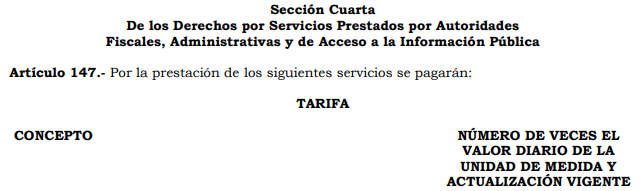 Sección Cuarta
De los Derechos por Servicios Prestados por Autoridades
Fiscales, Administrativas y de Acceso a la Información Pública
Artículo 147.- Por la prestación de los siguientes servicios se pagarán:
TARIFA
CONCEPTO
NÚMERO DE VECES EL
VALOR DIARIO DE LA
UNIDAD DE MEDIDA Y
ACTUALIZACIÓN VIGENTE